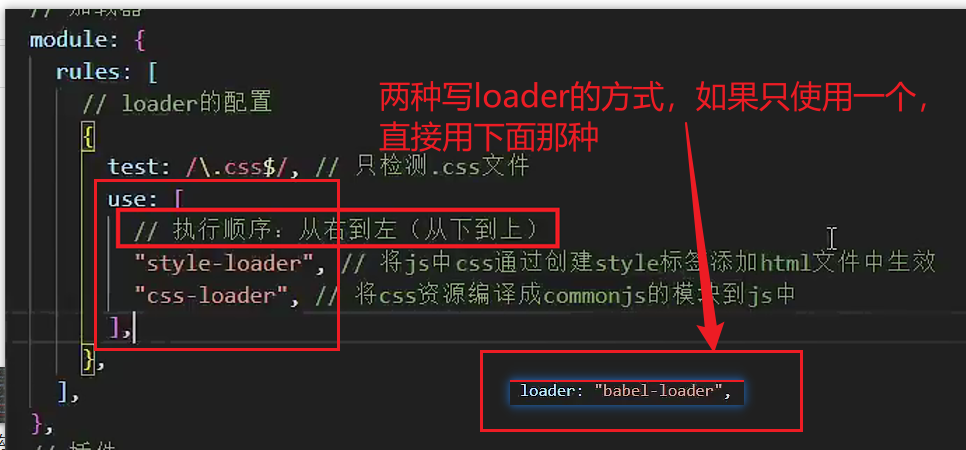 // 加载器
module: {
rules: [
// loader的配置
两种写loader的方式，如果只使用一个，
直接用下面那种
{
test: /\.css$/, // 只检测.css文件
use: [
// 执行顺序：从右到左（从下到上）
"style-loader", // 将js中css通过创建style标签添加html文件中生效
"css-loader", // 将css资源编译成commonjs的模块到js中
],
},
loader: "babel-loader",
],
},
// 插件